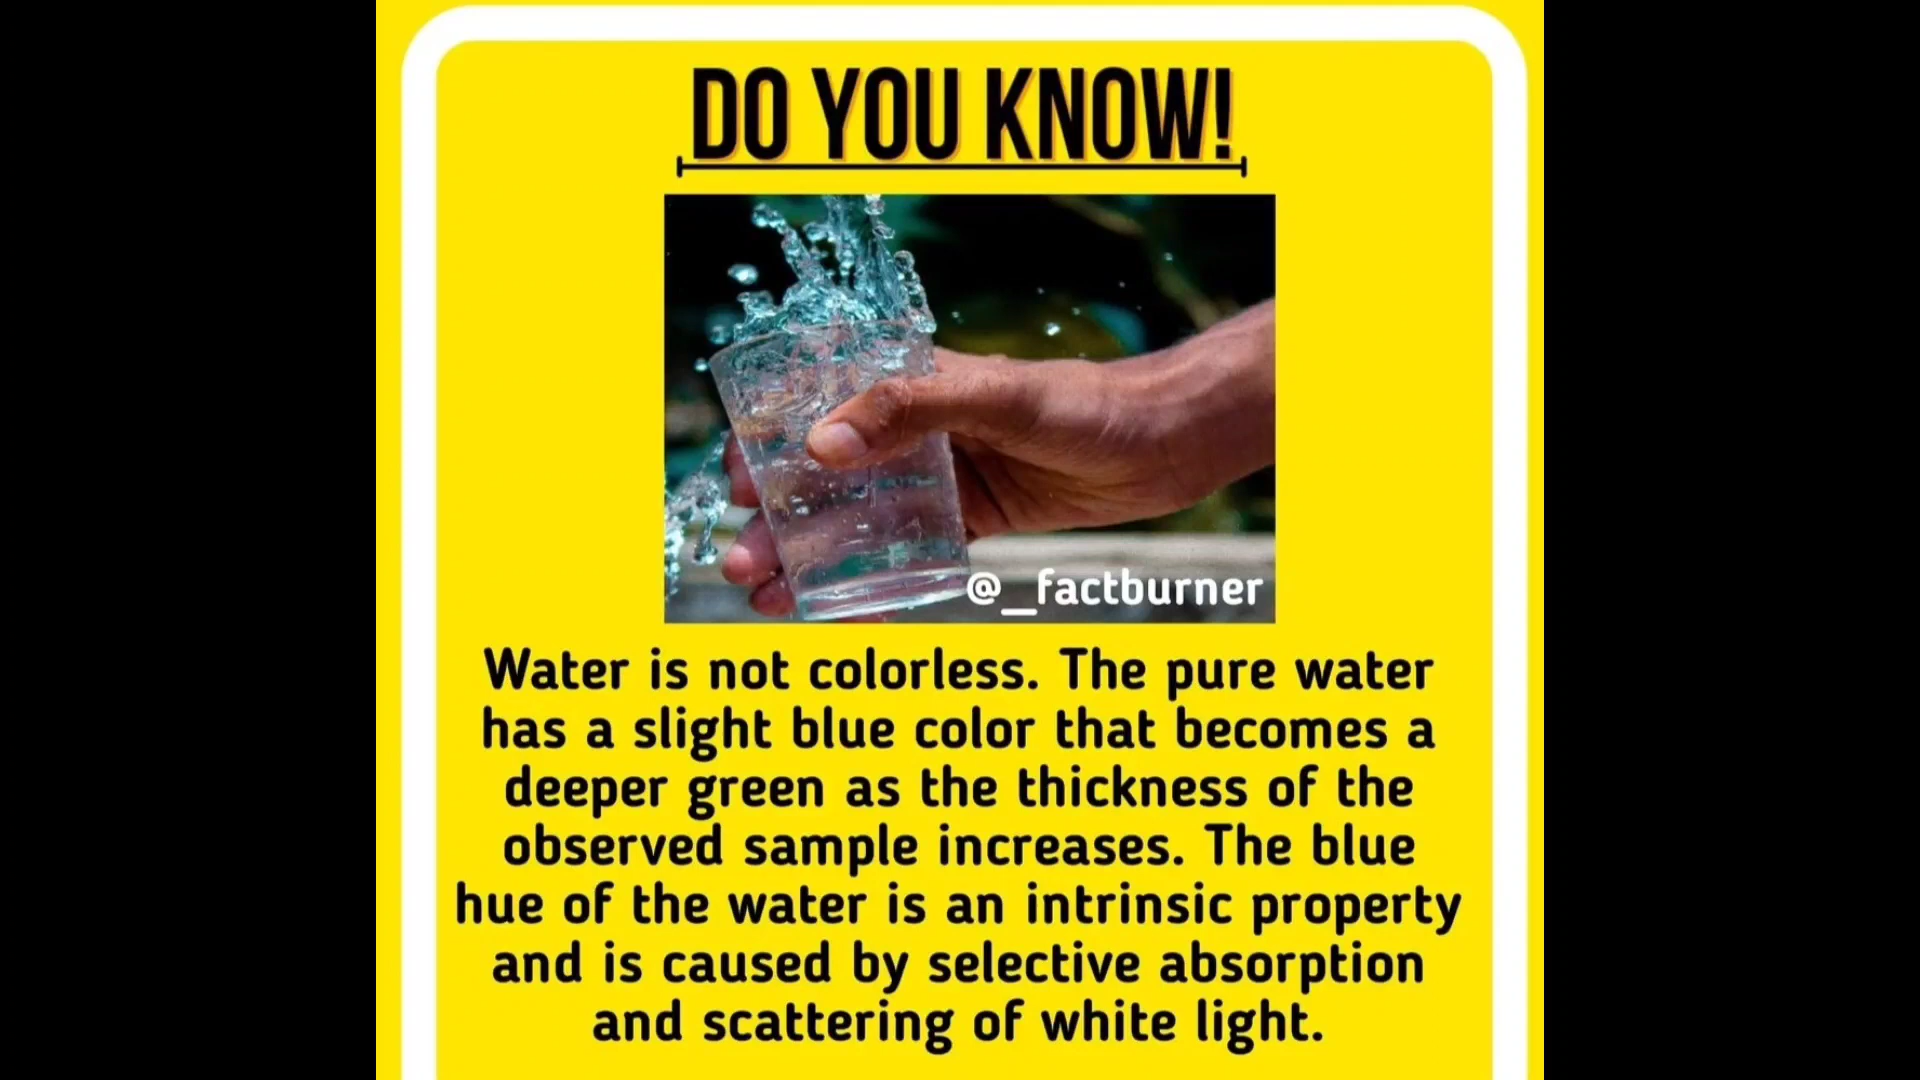 DO YOU KNOW!
@_factburner
Water is not colorless. The pure water
has a slight blue color that becomes a
deeper green as the thickness of the
observed sample increases. The blue
hue of the water is an intrinsic property
and is caused by selective absorption
and scattering of white light.